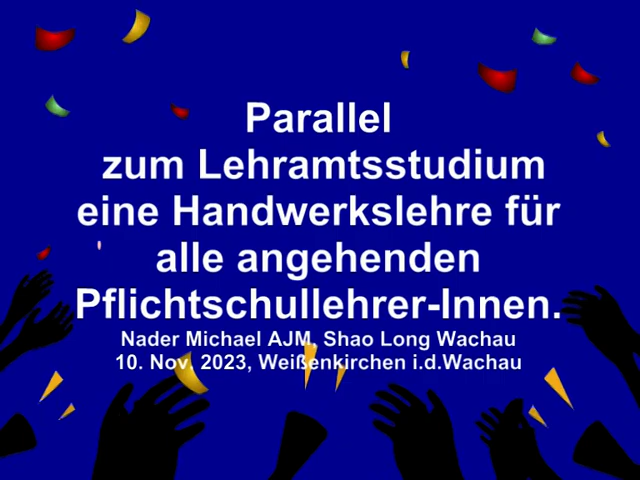 Parallel
zum Lehramtsstudium
eine Handwerkslehre für
alle angehenden
Pflichtschullehrer-Innen.
Nader Michael AJM, Shao Long Wachau
10. Nov. 2023, Weißenkirchen i.d.Wachau